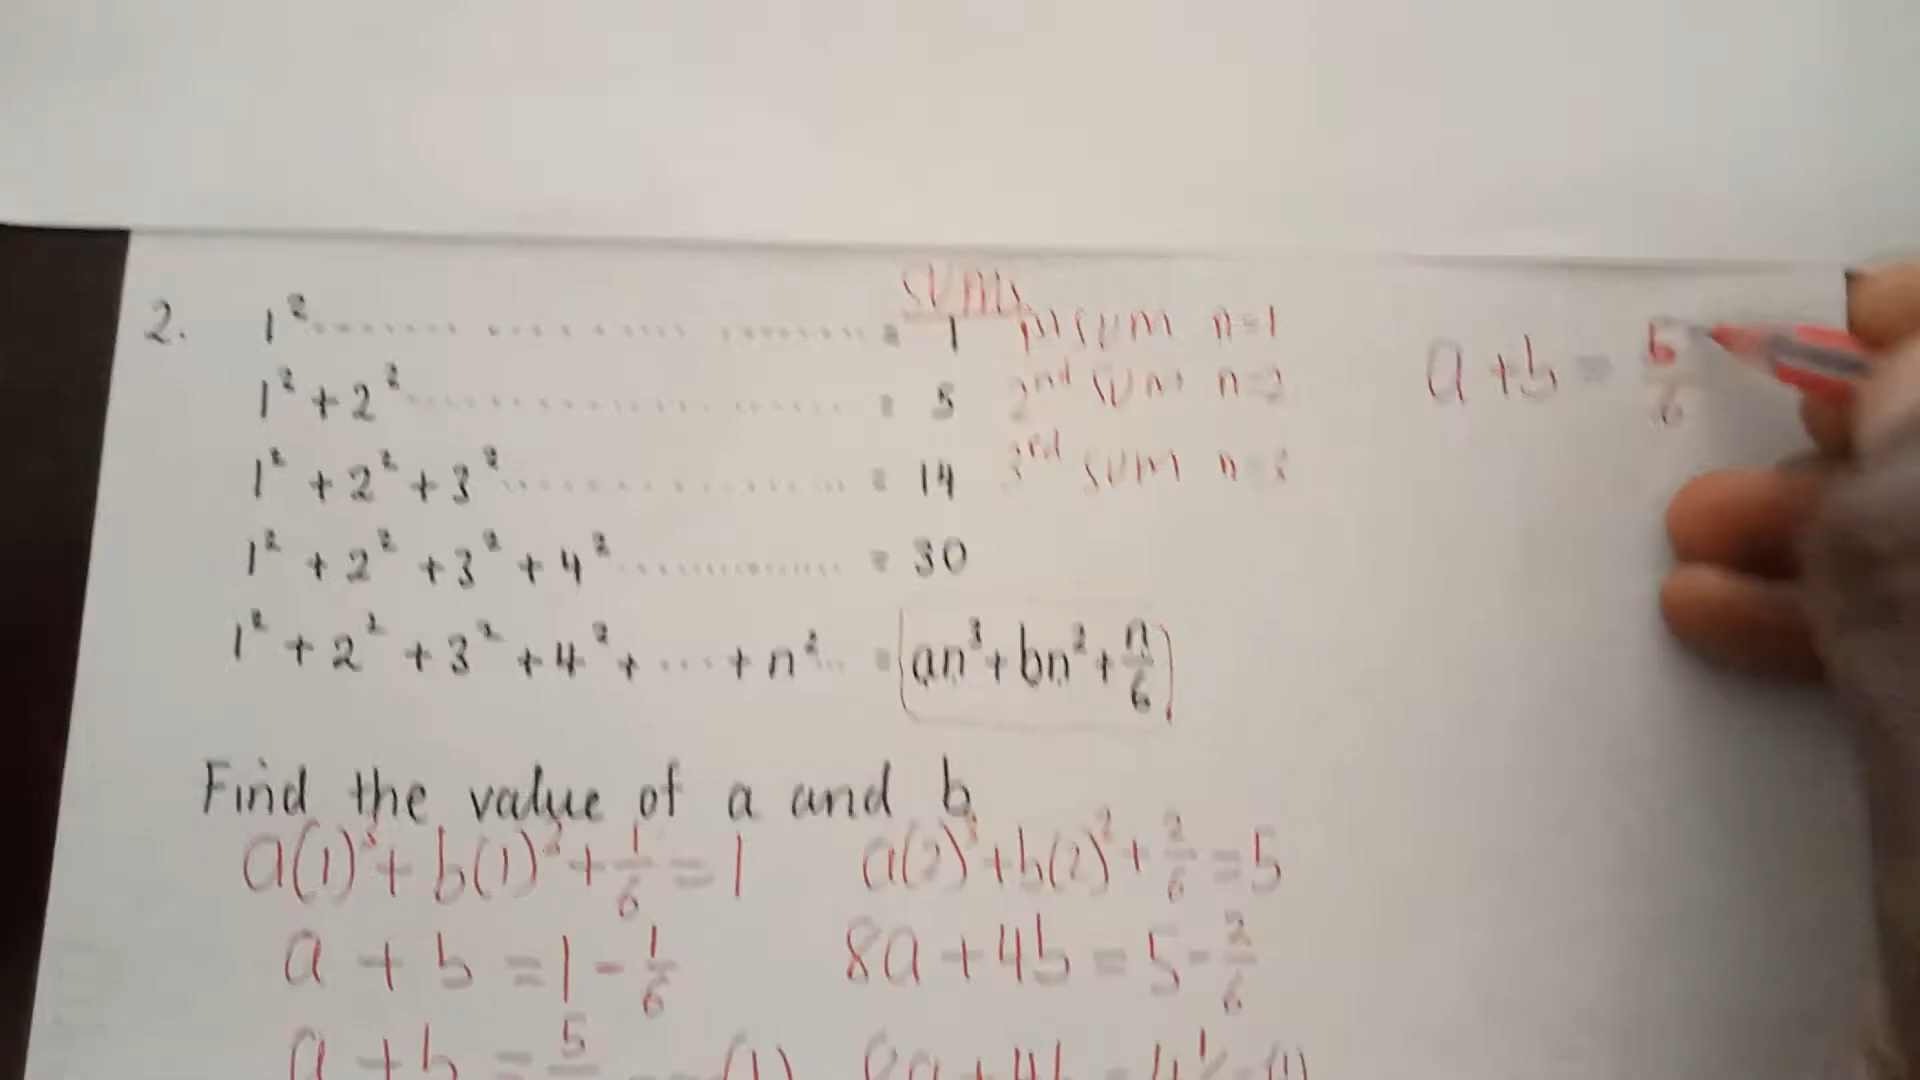 sums
2. 1² .................... = 1 1st sum n=1
1² + 2² .................... = 5 2nd sum n=2
1² + 2² + 3² .................... = 14 3rd sum n=3
1² + 2² + 3² + 4² .................... = 30
1² + 2² + 3² + 4² + ... + n² .. = (an³ + bn² + n/6)
Find the value of a and b
a(1)³ + b(1)² + 1/6 = 1 a(2)³ + b(2)² + 2/6 = 5
a + b = 1 - 1/6 8a + 4b = 5 - 2/6
a + b = 5
a + b = 5/6